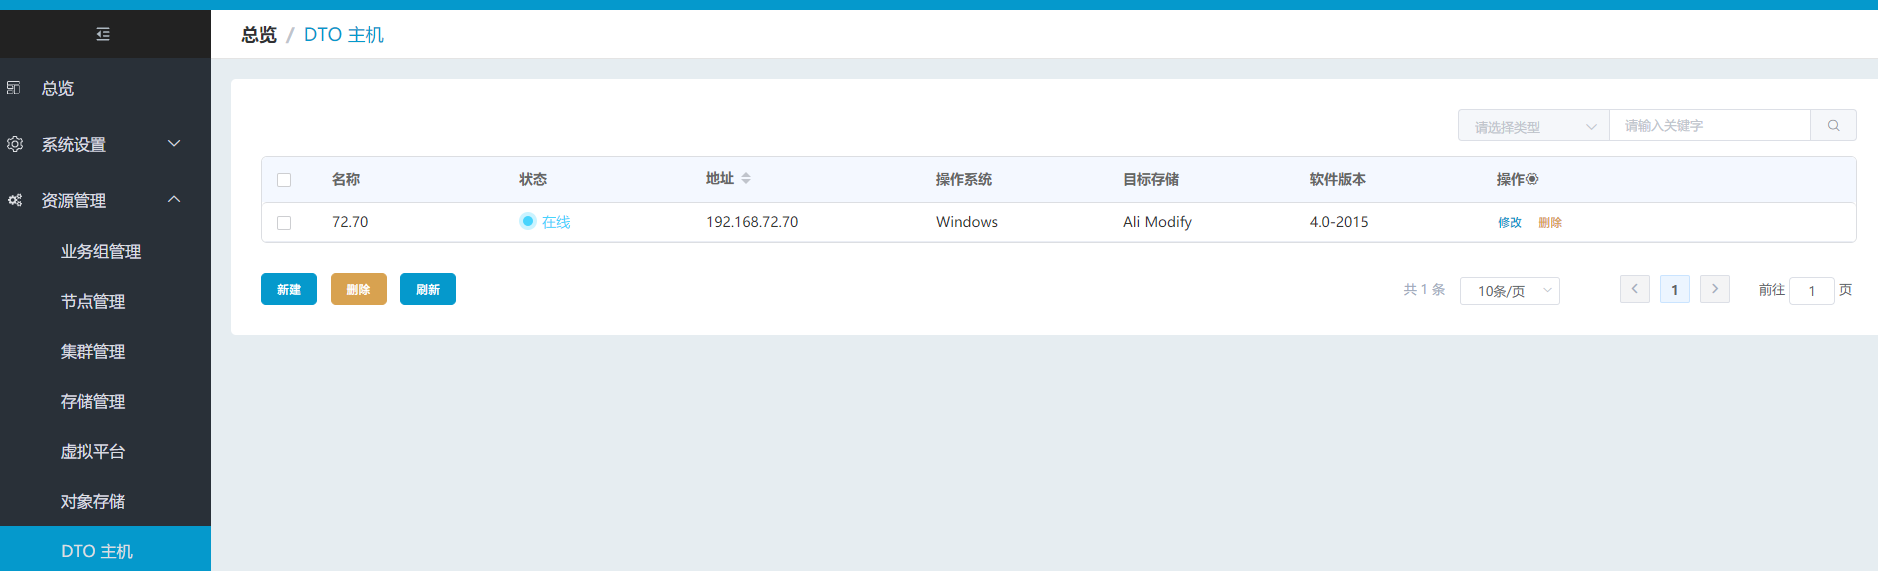 总览 / DTO 主机
总览
系统设置
资源管理
业务组管理
节点管理
集群管理
存储管理
虚拟平台
对象存储
DTO 主机
请选择类型 请输入关键字
名称 状态 地址 操作系统 目标存储 软件版本 操作
72.70 在线 192.168.72.70 Windows Ali Modify 4.0-2015 修改 删除
新建 删除 刷新 共 1 条 10条/页 1 前往 1 页